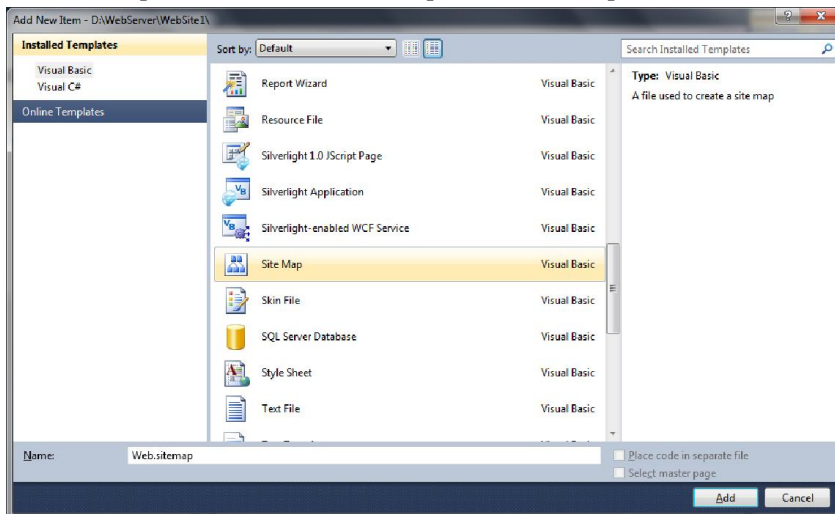 Add New Item - D:\WebServer\WebSite1\
Installed Templates
Visual Basic
Visual C#
Online Templates
Sort by: Default
Search Installed Templates
Report Wizard Visual Basic
Resource File Visual Basic
Silverlight 1.0 JScript Page Visual Basic
Silverlight Application Visual Basic
Silverlight-enabled WCF Service Visual Basic
Site Map Visual Basic
Skin File Visual Basic
SQL Server Database Visual Basic
Style Sheet Visual Basic
Text File Visual Basic
Type: Visual Basic
A file used to create a site map
Name: Web.sitemap
Place code in separate file
Select master page
Add Cancel